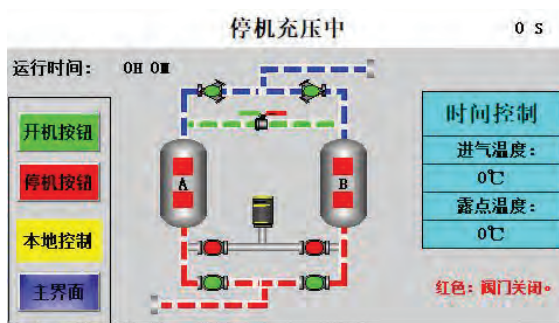 停机充压中
0 S
运行时间： 0H 0M
开机按钮
停机按钮
本地控制
主界面
A
B
时间控制
进气温度：
0℃
露点温度：
0℃
红色：阀门关闭。